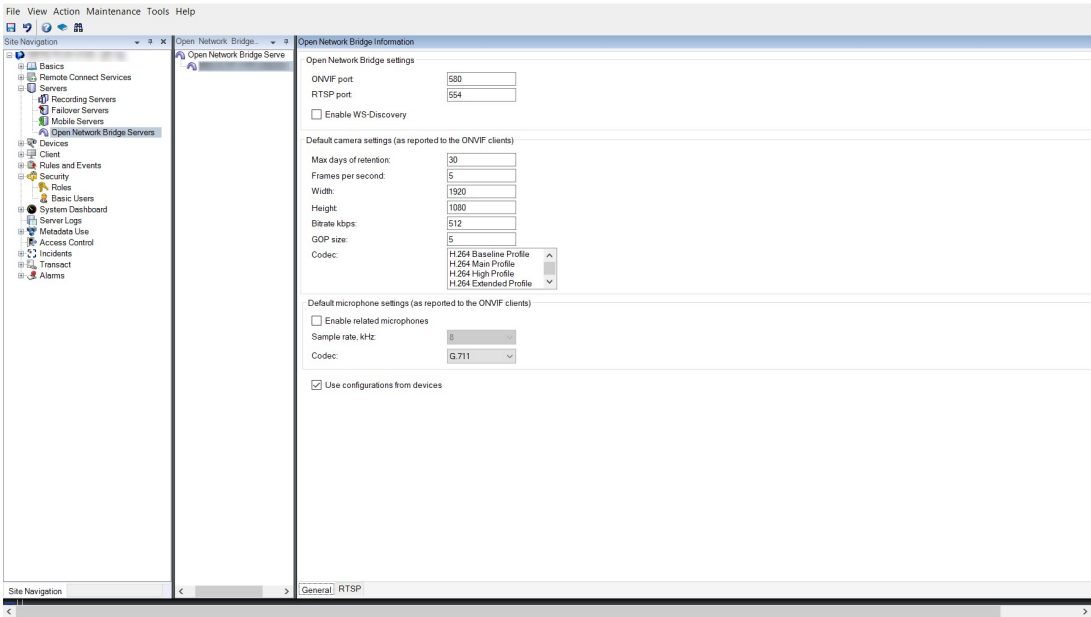 File View Action Maintenance Tools Help
Site Navigation
Basics
Remote Connect Services
Servers
Recording Servers
Failover Servers
Mobile Servers
Open Network Bridge Servers
Devices
Client
Rules and Events
Security
Roles
Basic Users
System Dashboard
Server Logs
Metadata Use
Access Control
Incidents
Transact
Alarms
Site Navigation
Open Network Bridge...
Open Network Bridge Serve
Open Network Bridge Information
Open Network Bridge settings
ONVIF port: 580
RTSP port: 554
Enable WS-Discovery
Default camera settings (as reported to the ONVIF clients)
Max days of retention: 30
Frames per second: 5
Width: 1920
Height: 1080
Bitrate kbps: 512
GOP size: 5
Codec: H.264 Baseline Profile
H.264 Main Profile
H.264 High Profile
H.264 Extended Profile
Default microphone settings (as reported to the ONVIF clients)
Enable related microphones
Sample rate, kHz: 8
Codec: G.711
Use configurations from devices
General RTSP